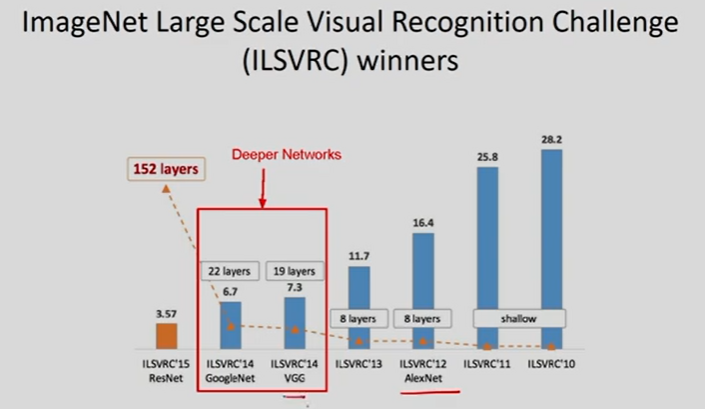 ImageNet Large Scale Visual Recognition Challenge
(ILSVRC) winners
28.2
25.8
Deeper Networks
152 layers
16.4
11.7
22 layers
19 layers
6.7
7.3
3.57
8 layers
8 layers
shallow
ILSVRC'15
ResNet
ILSVRC'14
GoogleNet
ILSVRC'14
VGG
ILSVRC'13
ILSVRC'12
AlexNet
ILSVRC'11
ILSVRC'10